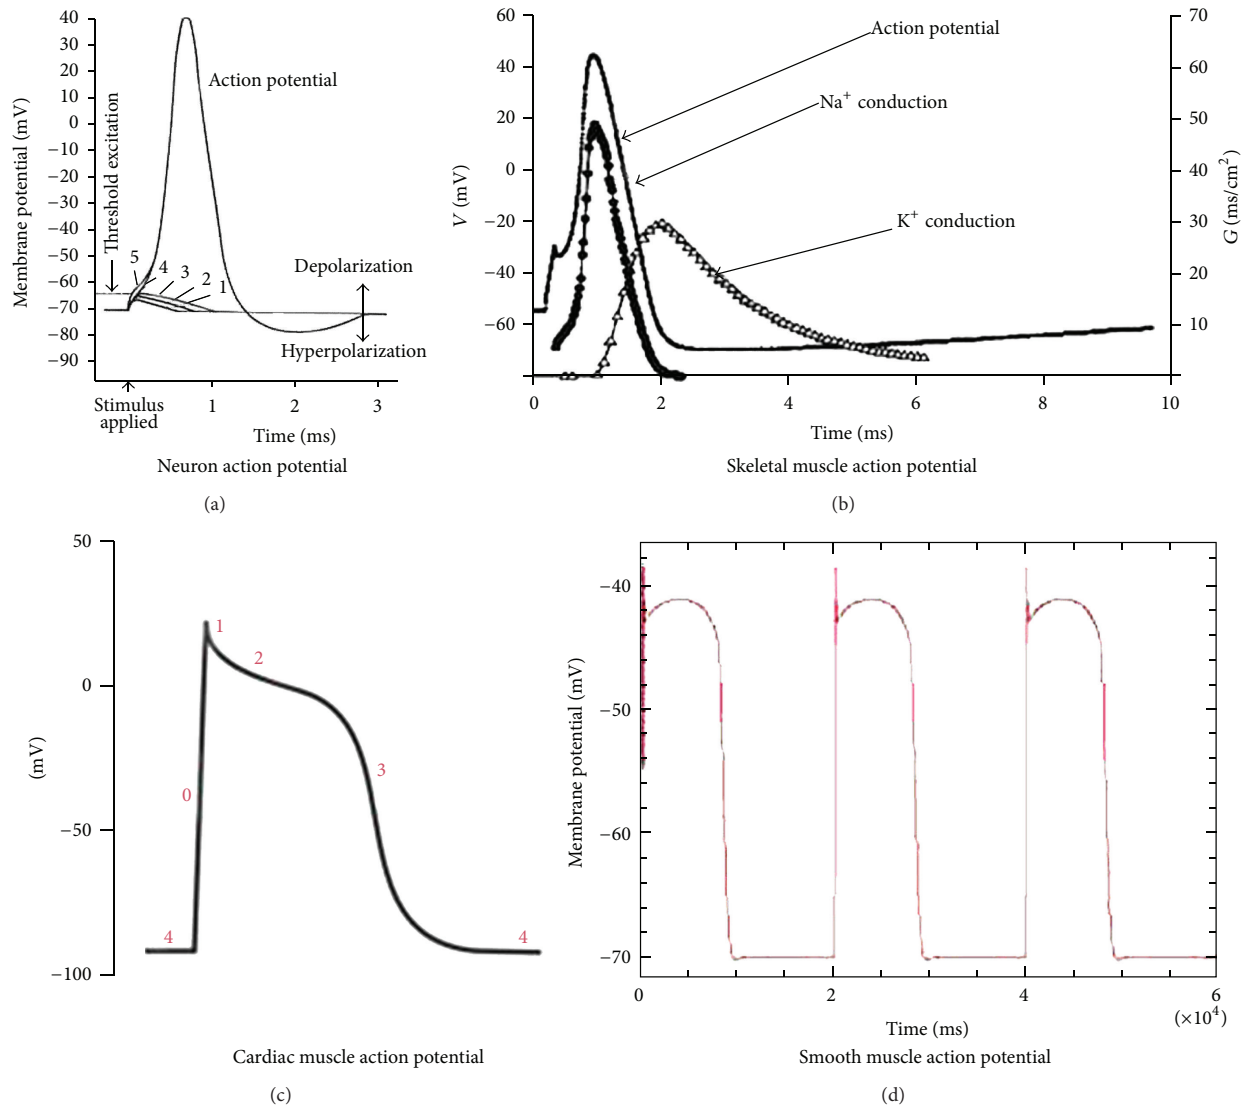 40
30
20
10
0
−10
−20
−30
−40
−50
−60
−70
−80
−90
Membrane potential (mV)
Threshold excitation
Action potential
5
4
3
2
1
Depolarization
Hyperpolarization
Stimulus
applied
1
2
3
Time (ms)
Neuron action potential
(a)
60
40
20
0
−20
−40
−60
V (mV)
Action potential
Na+ conduction
K+ conduction
70
60
50
40
30
20
10
0
G (ms/cm2)
0
2
4
6
8
10
Time (ms)
Skeletal muscle action potential
(b)
50
0
−50
−100
(mV)
1
2
0
3
4
4
Cardiac muscle action potential
(c)
−40
−50
−60
−70
Membrane potential (mV)
0
2
4
6
(×10^4)
Time (ms)
Smooth muscle action potential
(d)